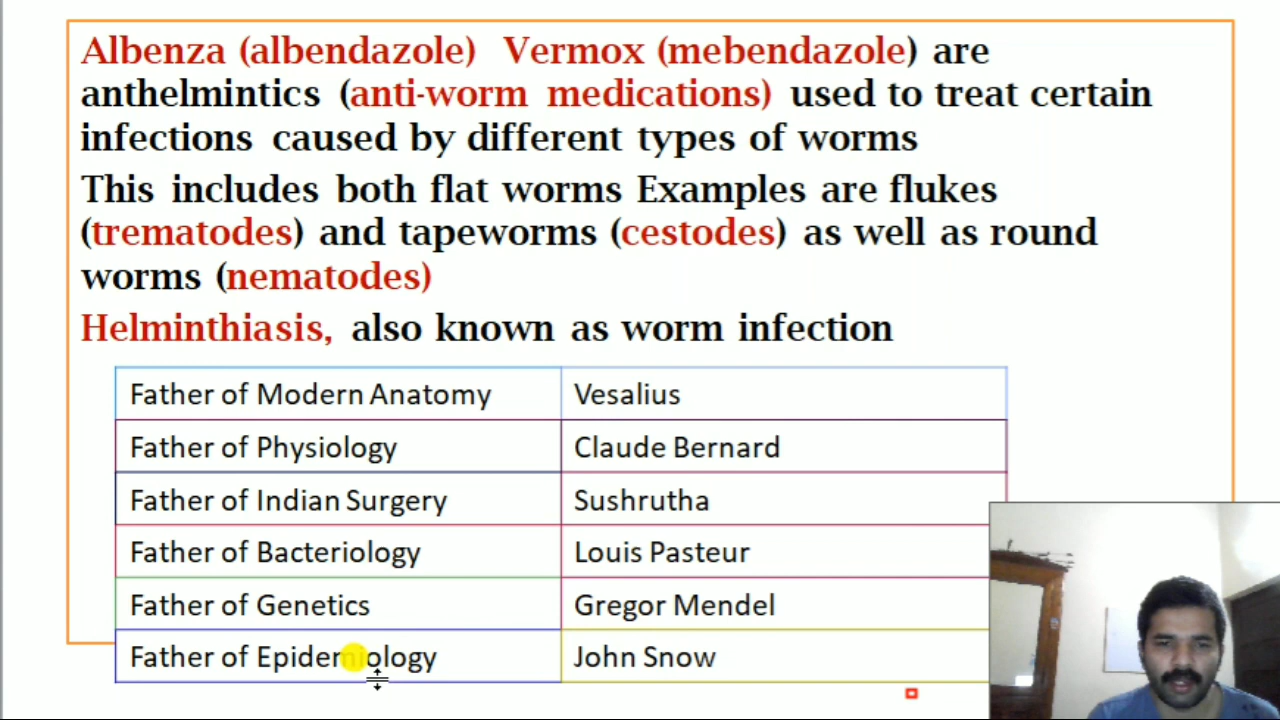 Albenza (albendazole) Vermox (mebendazole) are
anthelmintics (anti-worm medications) used to treat certain
infections caused by different types of worms
This includes both flat worms Examples are flukes
(trematodes) and tapeworms (cestodes) as well as round
worms (nematodes)
Helminthiasis, also known as worm infection
Father of Modern Anatomy Vesalius
Father of Physiology Claude Bernard
Father of Indian Surgery Sushrutha
Father of Bacteriology Louis Pasteur
Father of Genetics Gregor Mendel
Father of Epidemiology John Snow